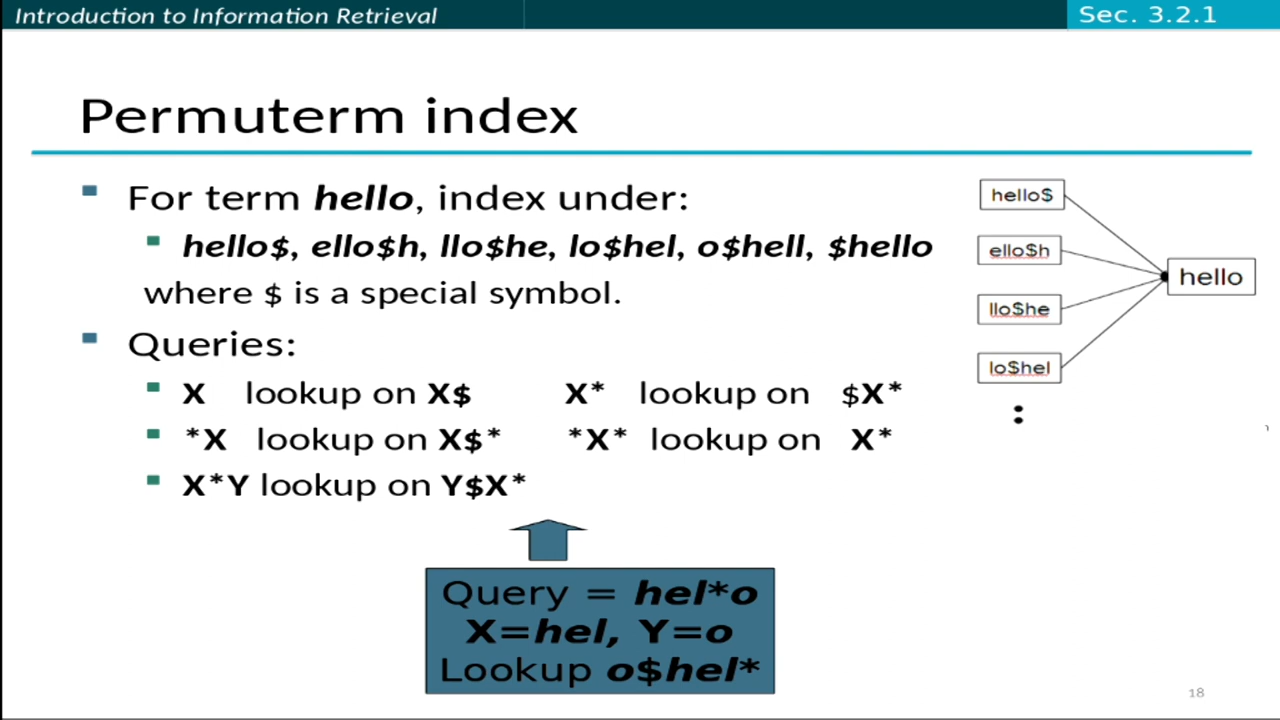 Introduction to Information Retrieval
Sec. 3.2.1
Permuterm index
For term hello, index under:
hello$, ello$h, llo$he, lo$hel, o$hell, $hello
where $ is a special symbol.
Queries:
X lookup on X$ X* lookup on $X*
*X lookup on X$* *X* lookup on X*
X*Y lookup on Y$X*
Query = hel*o
X=hel, Y=o
Lookup o$hel*
hello$
ello$h
llo$he
lo$hel
:
hello
18